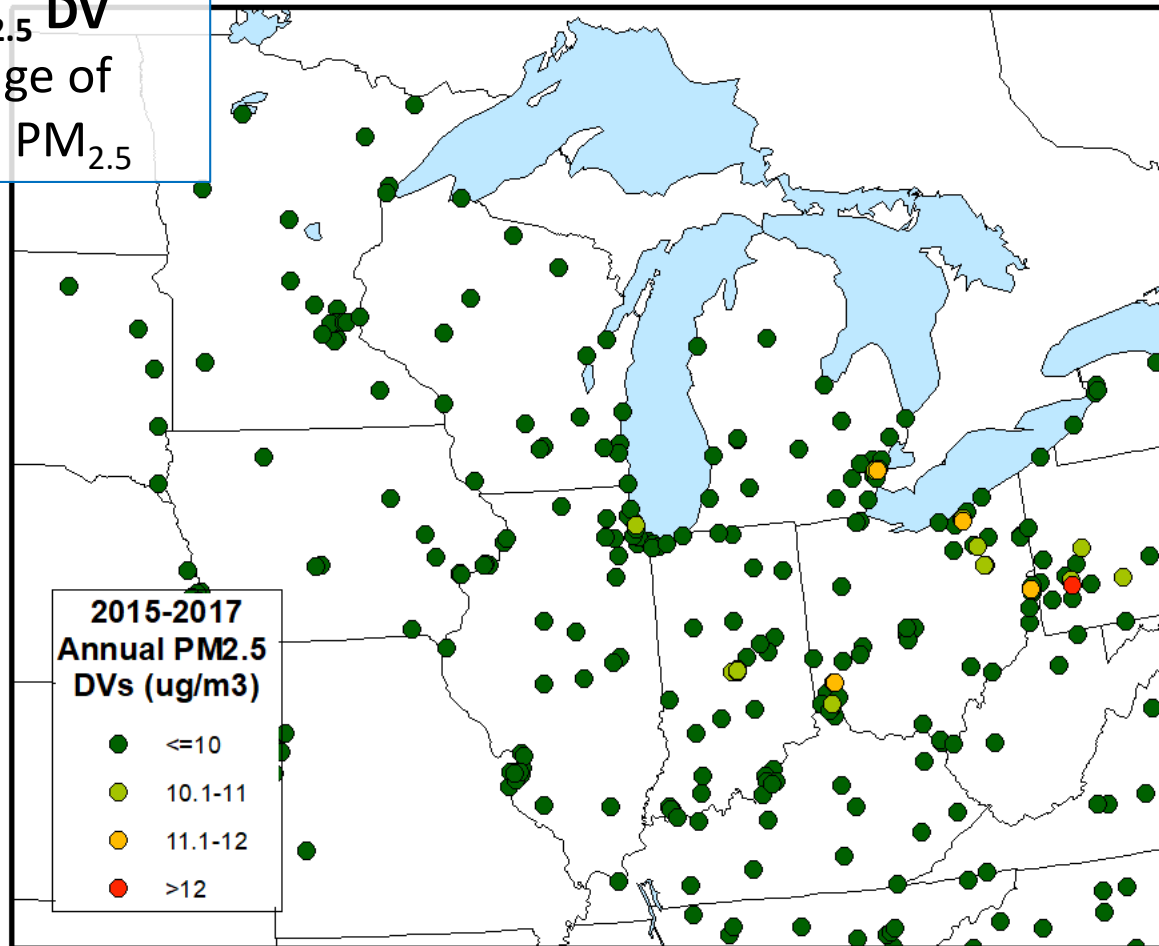 2.5 DV
ge of
PM2.5
2015-2017
Annual PM2.5
DVs (ug/m3)
<=10
10.1-11
11.1-12
>12